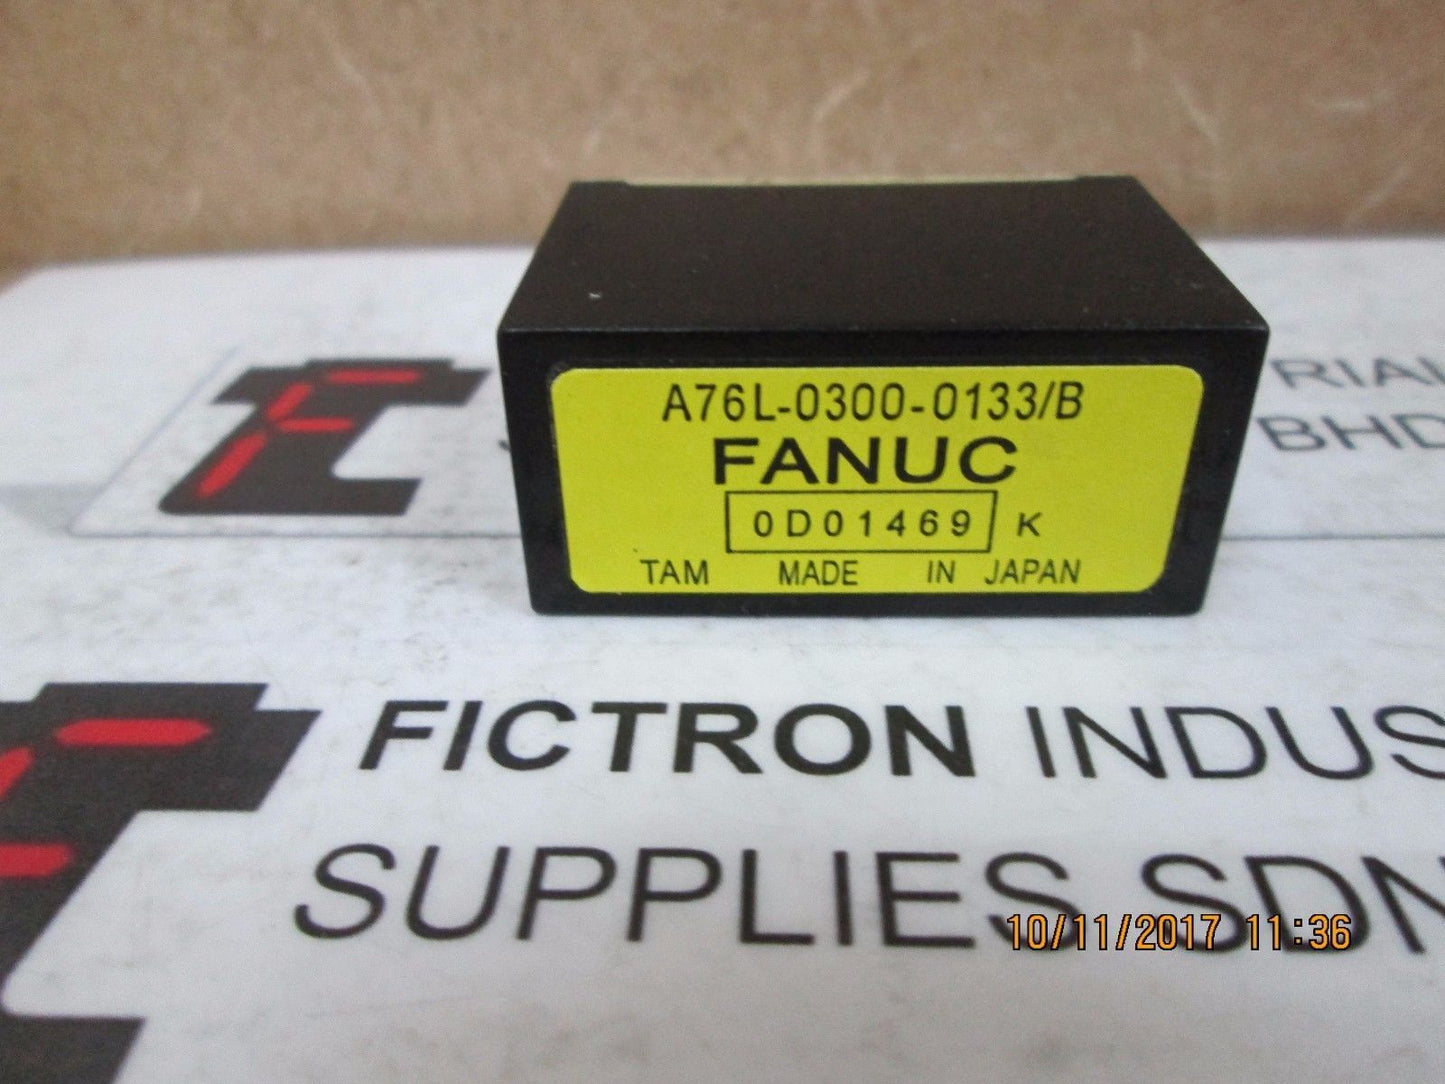 A76L-0300-0133/B
FANUC
0D01469 K
TAM MADE IN JAPAN
RIAL
BHD
FICTRON INDUS
SUPPLIES SDN
10/11/2017 11:36